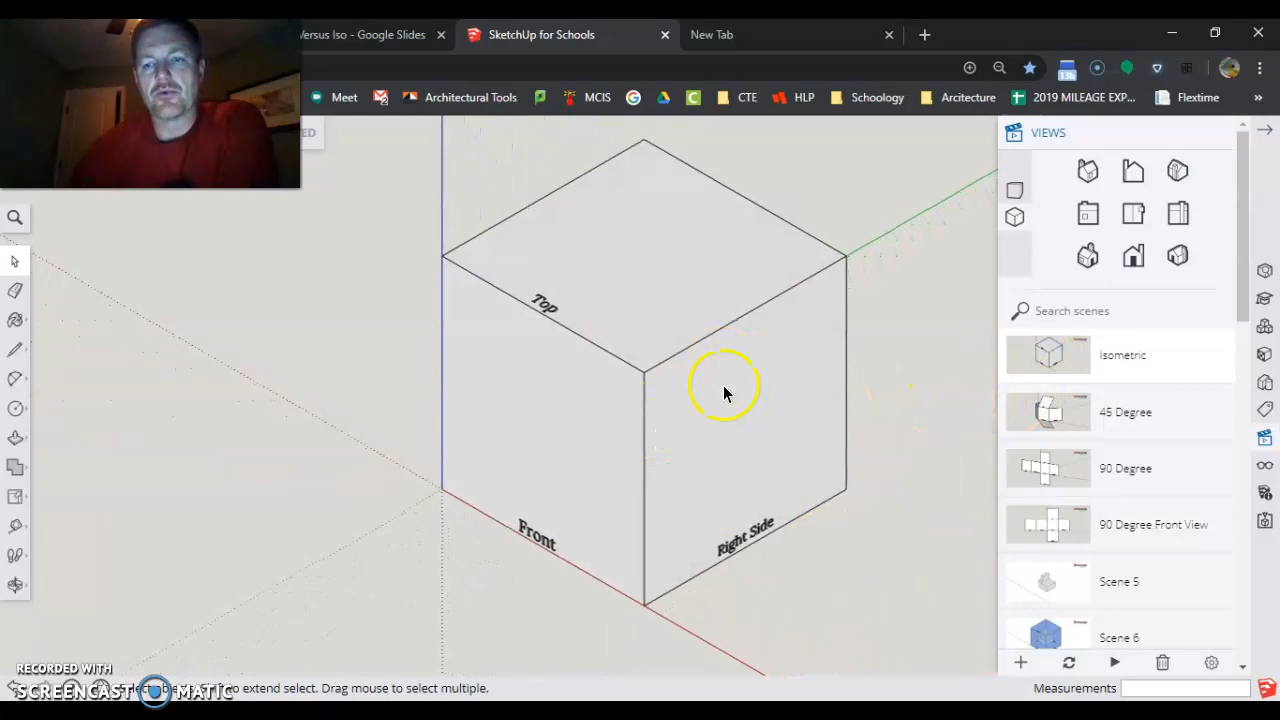 Versus Iso - Google Slides
SketchUp for Schools
New Tab
13h
Meet
Architectural Tools
MCIS
CTE
HLP
Schoology
Arcitecture
2019 MILEAGE EXP...
Flextime
»
ED
VIEWS
Search scenes
Isometric
45 Degree
90 Degree
90 Degree Front View
Scene 5
Scene 6
Top
Front
Right Side
RECORDED WITH
SCREENCAST MATIC
to extend select. Drag mouse to select multiple.
Measurements